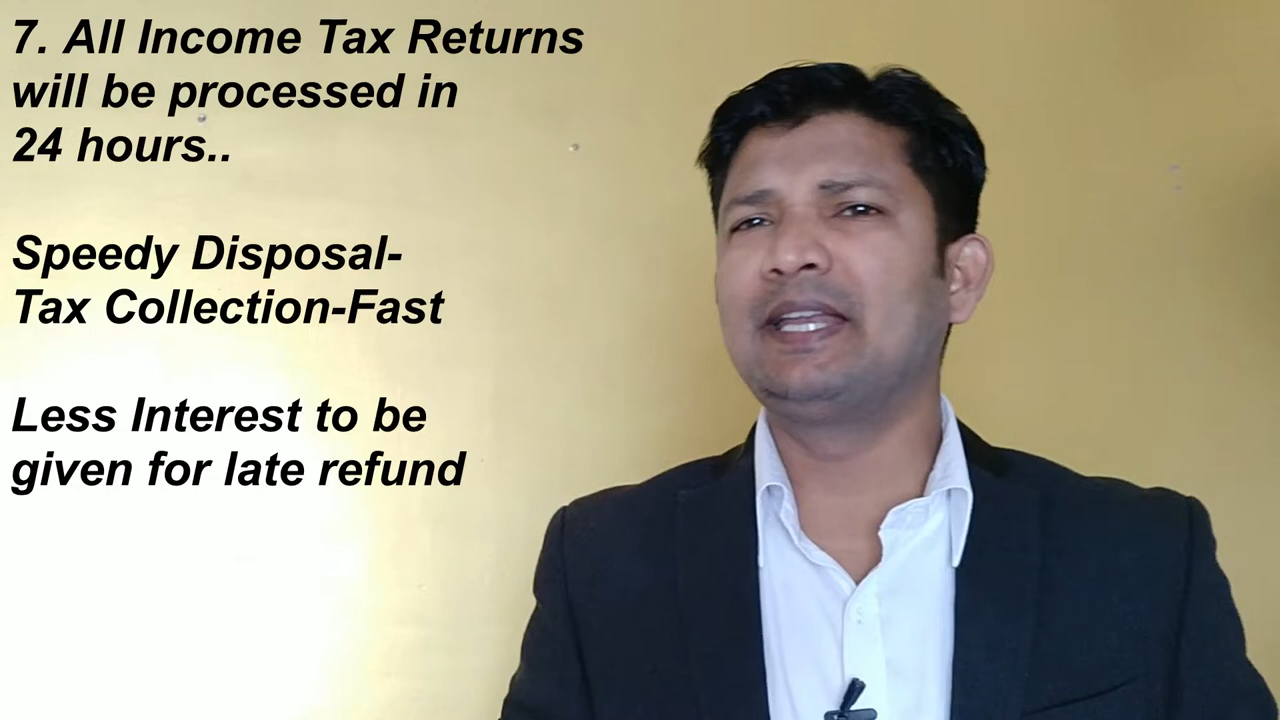 7. All Income Tax Returns
will be processed in
24 hours..
Speedy Disposal-
Tax Collection-Fast
Less Interest to be
given for late refund